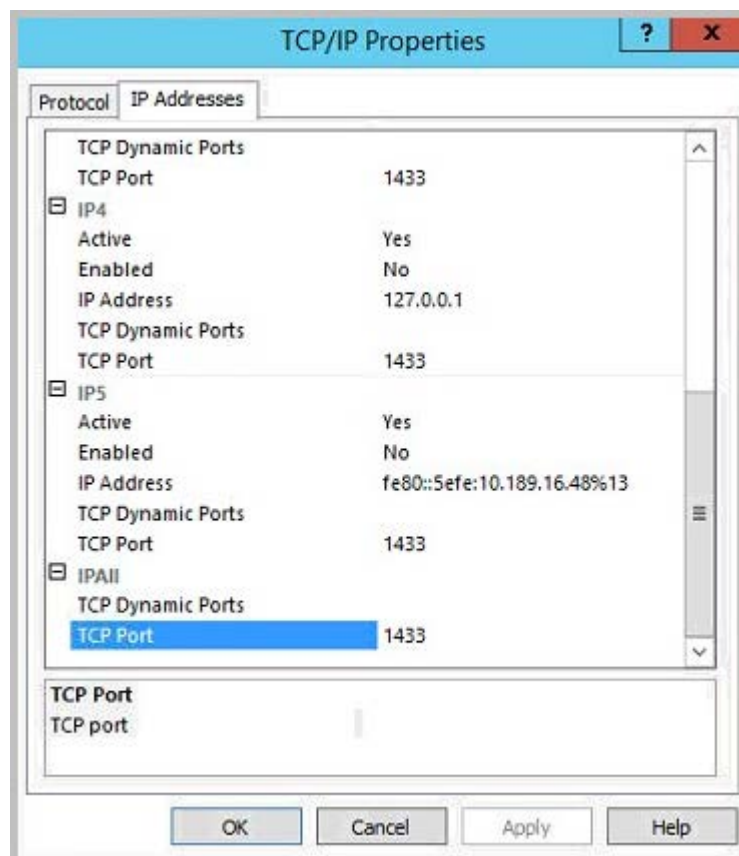 TCP/IP Properties
? x
Protocol IP Addresses
TCP Dynamic Ports
TCP Port 1433
IP4
Active Yes
Enabled No
IP Address 127.0.0.1
TCP Dynamic Ports
TCP Port 1433
IP5
Active Yes
Enabled No
IP Address fe80::5efe:10.189.16.48%13
TCP Dynamic Ports
TCP Port 1433
IPAll
TCP Dynamic Ports
TCP Port 1433
TCP Port
TCP port
OK Cancel Apply Help